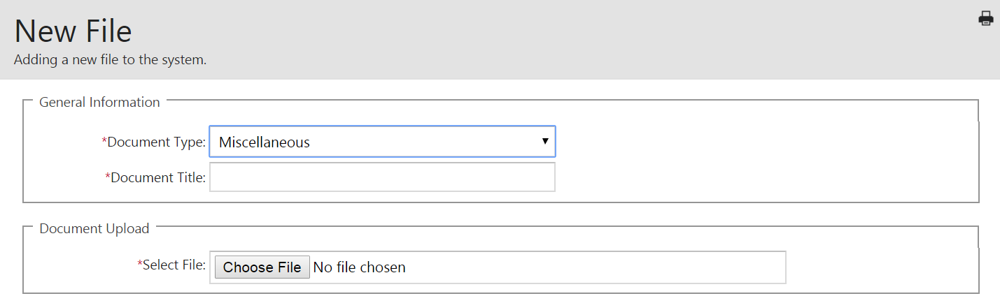 New File
Adding a new file to the system.
General Information
*Document Type: Miscellaneous
*Document Title:
Document Upload
*Select File: Choose File No file chosen